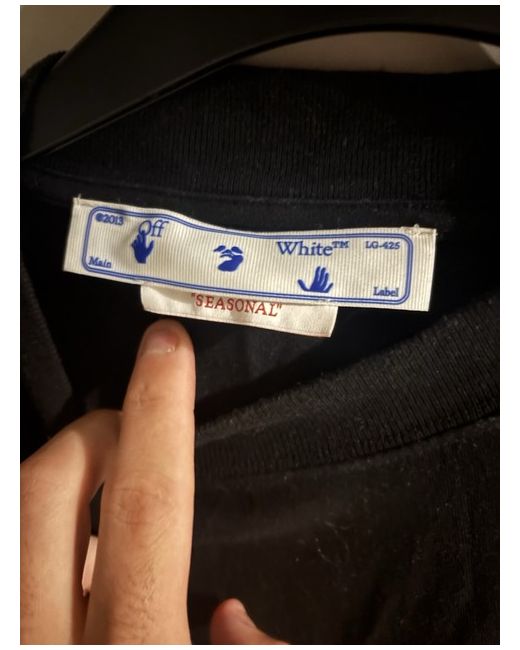 ©2013 Off White™ LG-425
Main Label
"SEASONAL"